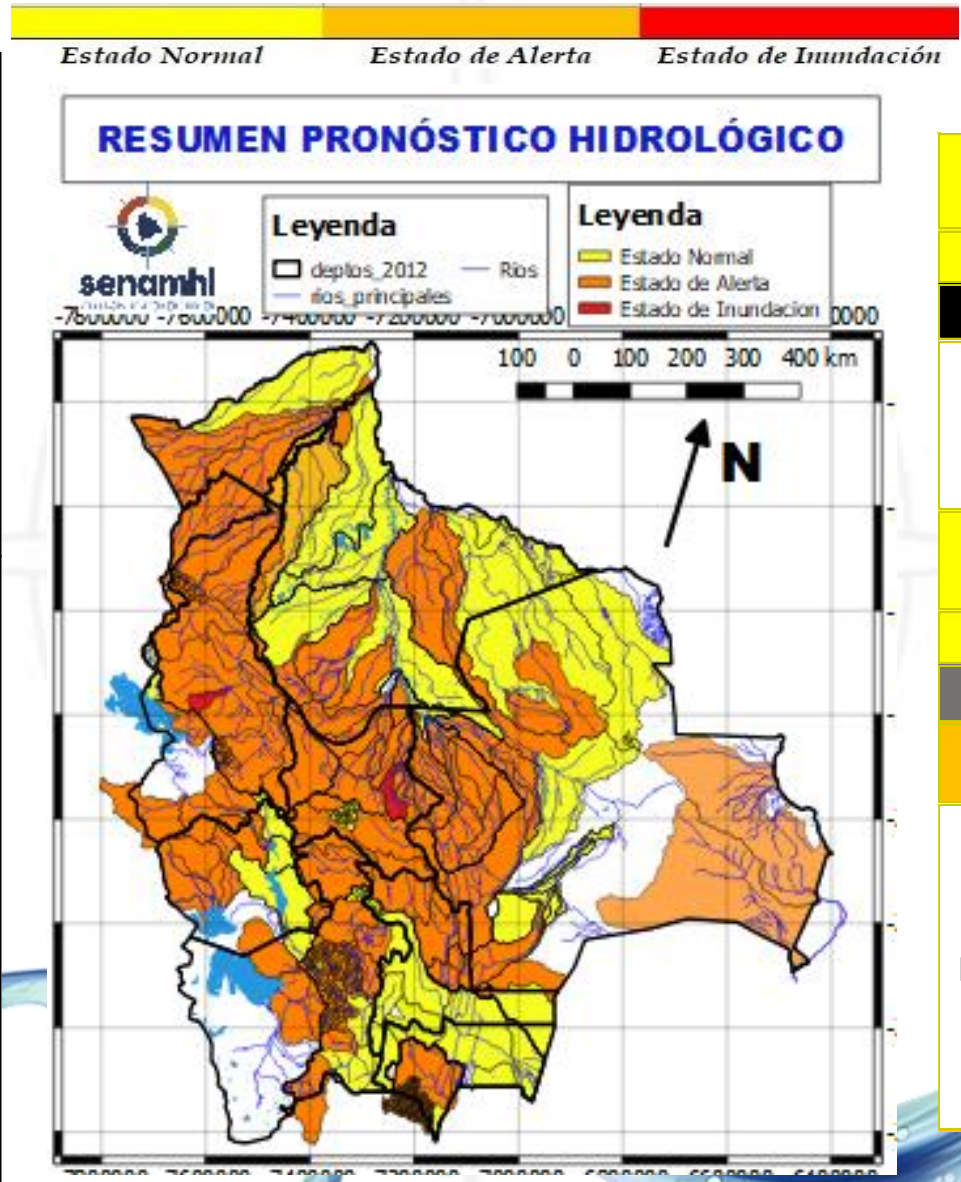 Estado Normal Estado de Alerta Estado de Inundación
RESUMEN PRONÓSTICO HIDROLÓGICO
senamhi
Leyenda
deptos_2012 Rios
rios_principales
Leyenda
Estado Normal
Estado de Alerta
Estado de Inundacion
-7600000 -7400000 -7200000 -7000000
100 0 100 200 300 400 km
N